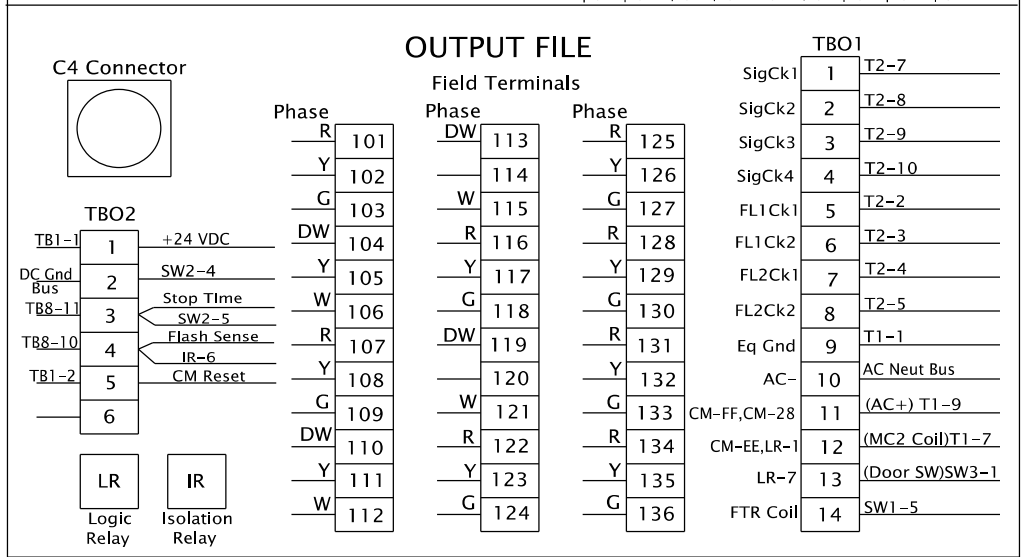 OUTPUT FILE
C4 Connector
Field Terminals
TBO2
TB1-1 1 +24 VDC
DC Gnd Bus 2 SW2-4
TB8-11 3 Stop TIme
SW2-5
TB8-10 4 Flash Sense
IR-6
TB1-2 5 CM Reset
6
LR
Logic
Relay
IR
Isolation
Relay
Phase
R 101
Y 102
G 103
DW 104
Y 105
W 106
R 107
Y 108
G 109
DW 110
Y 111
W 112
Phase
DW 113
114
W 115
R 116
Y 117
G 118
DW 119
120
W 121
R 122
Y 123
G 124
Phase
R 125
Y 126
G 127
R 128
Y 129
G 130
R 131
Y 132
G 133
R 134
Y 135
G 136
TBO1
SigCk1 1 T2-7
SigCk2 2 T2-8
SigCk3 3 T2-9
SigCk4 4 T2-10
FL1Ck1 5 T2-2
FL1Ck2 6 T2-3
FL2Ck1 7 T2-4
FL2Ck2 8 T2-5
Eq Gnd 9 T1-1
AC- 10 AC Neut Bus
CM-FF,CM-28 11 (AC+) T1-9
CM-EE,LR-1 12 (MC2 Coil)T1-7
LR-7 13 (Door SW)SW3-1
FTR Coil 14 SW1-5